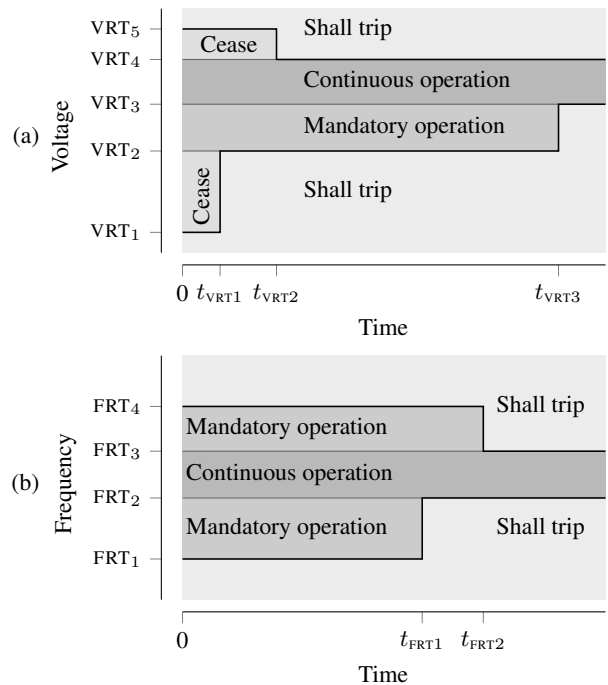 VRT5
Shall trip
Cease
VRT4
Continuous operation
VRT3
Mandatory operation
(a)
Voltage
VRT2
Cease
Shall trip
VRT1
0
tVRT1
tVRT2
tVRT3
Time
FRT4
Shall trip
Mandatory operation
FRT3
Continuous operation
(b)
Frequency
FRT2
Mandatory operation
Shall trip
FRT1
0
tFRT1
tFRT2
Time